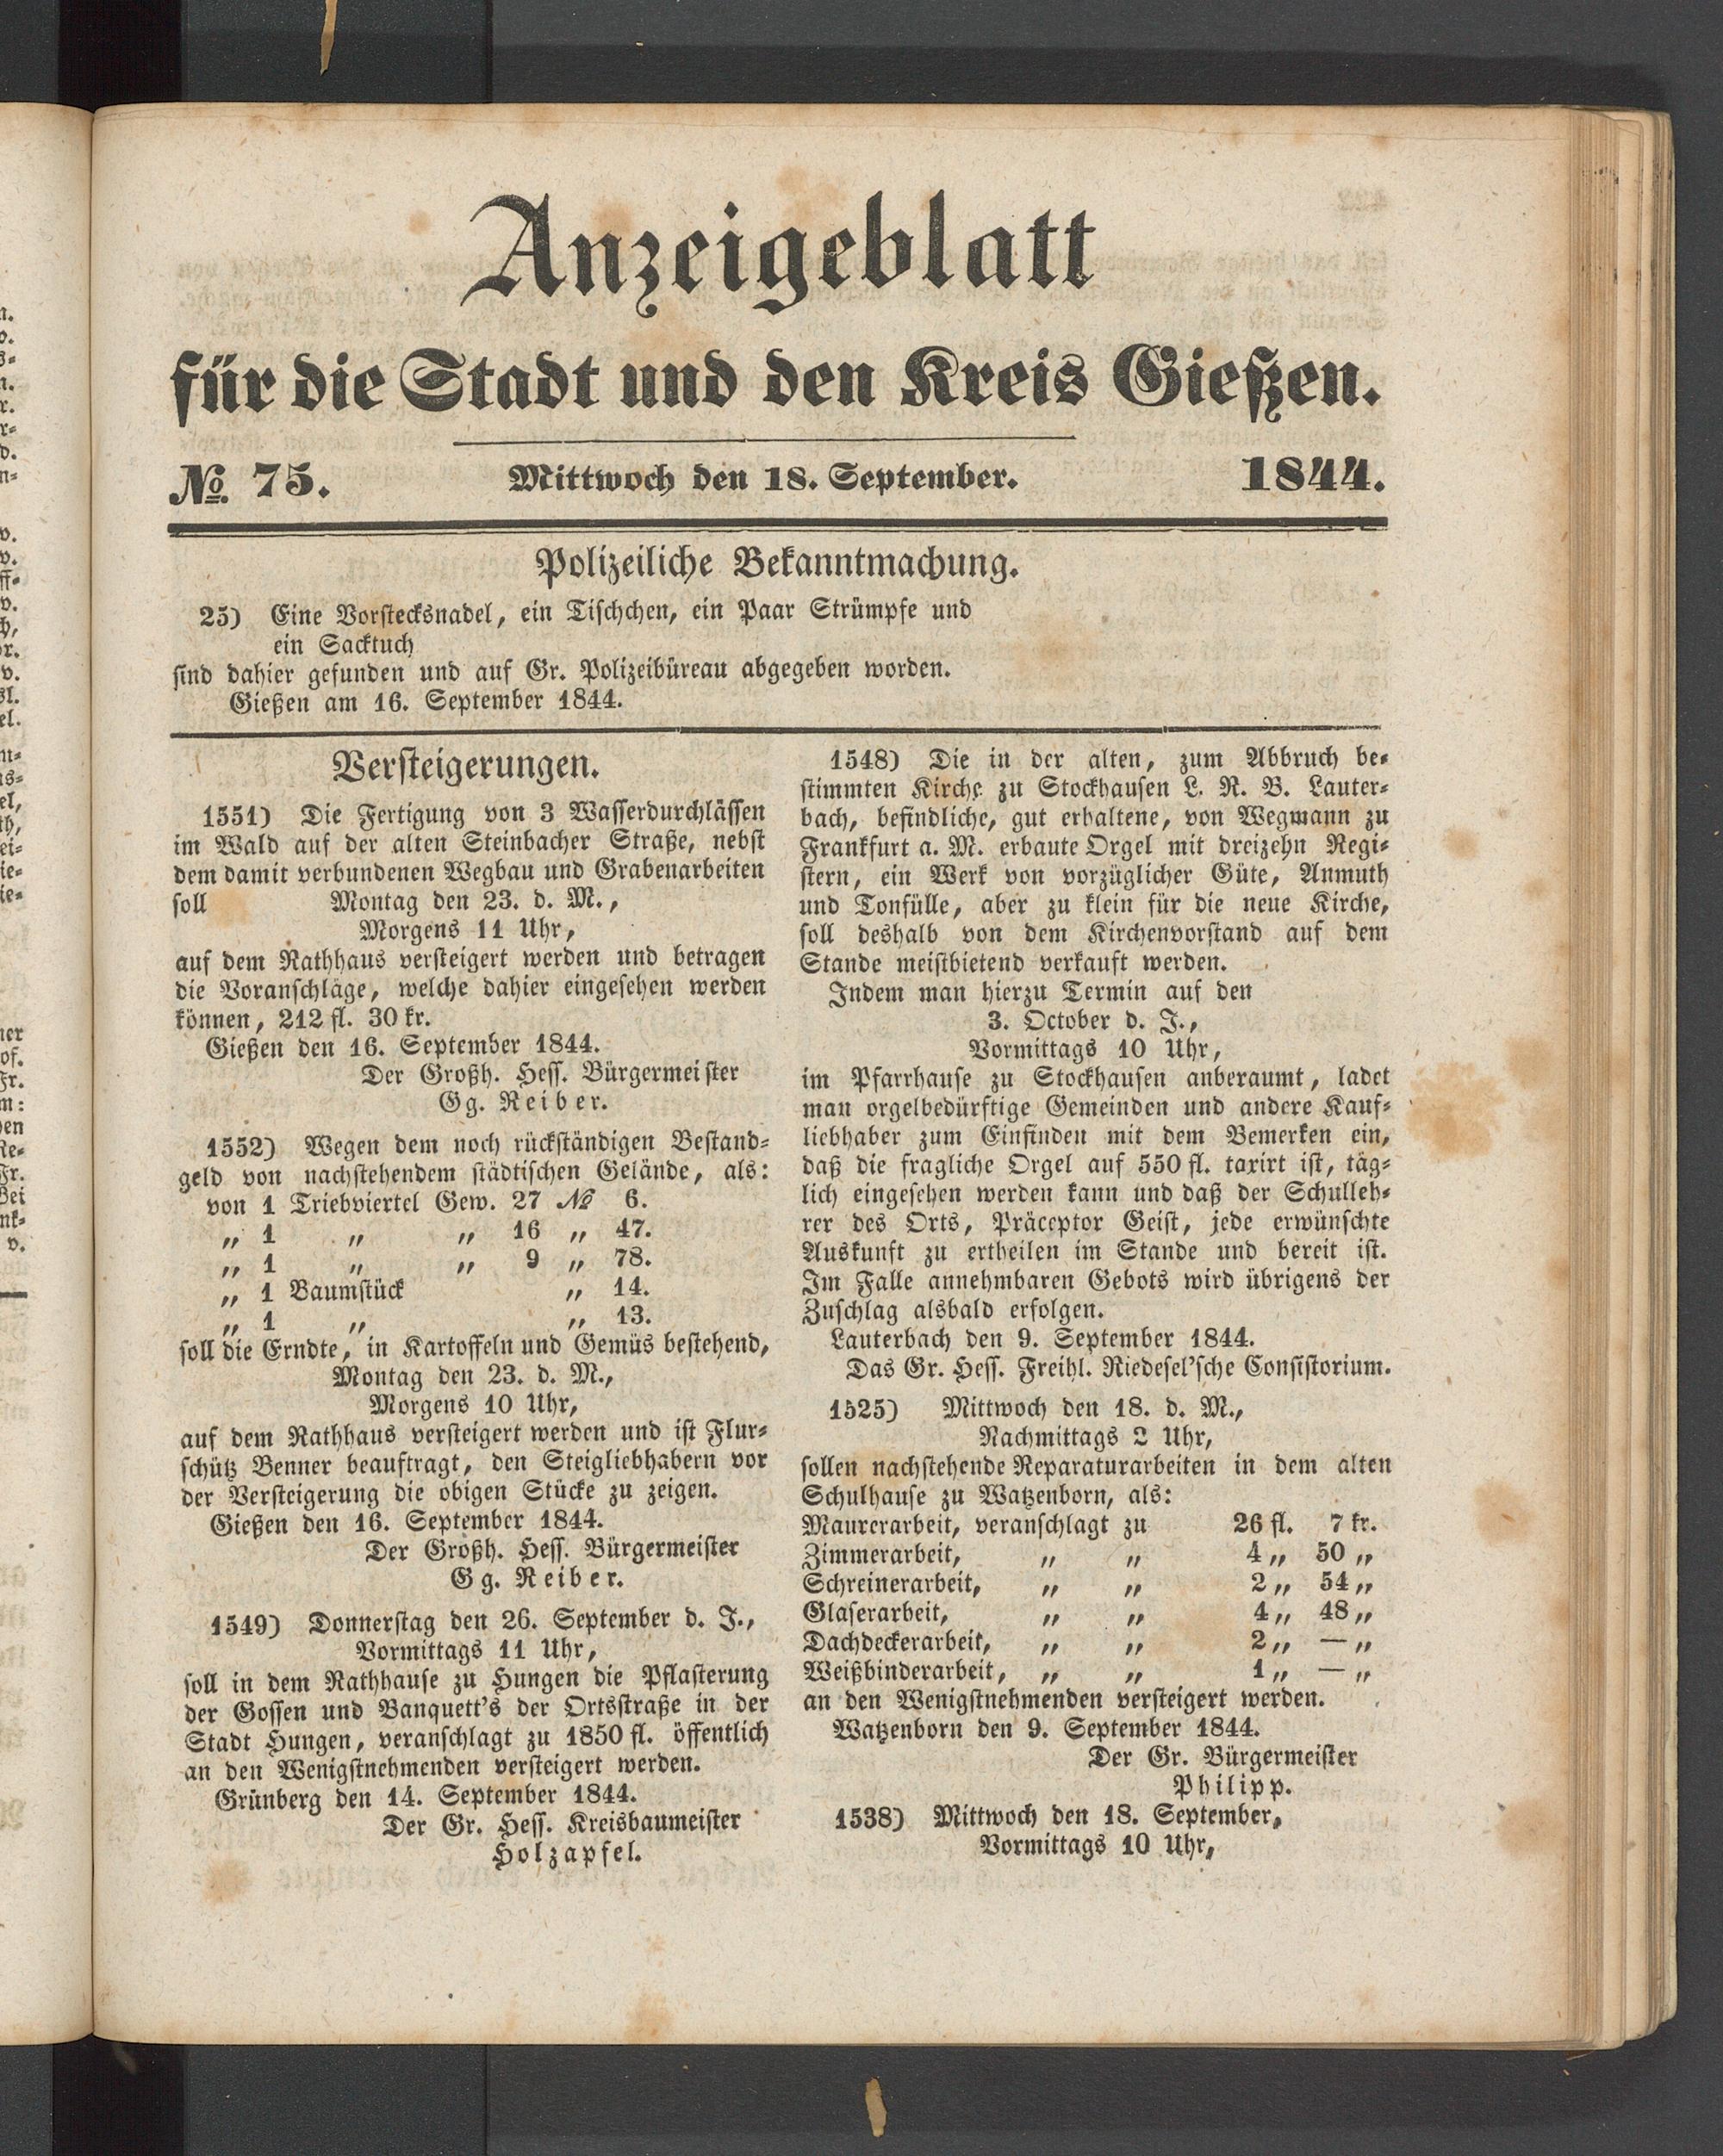 Anzeigeblatt
für die Stadt und den Kreis Gießen.
No. 75. Mittwoch den 18. September. 1844.
Polizeiliche Bekanntmachung.
25) Eine Vorstecksnadel, ein Tischchen, ein Paar Strümpfe und
ein Sacktuch
sind dahier gefunden und auf Gr. Polizeibüreau abgegeben worden.
Gießen am 16. September 1844.
Versteigerungen.
1551) Die Fertigung von 3 Wasserdurchlässen
im Wald auf der alten Steinbacher Straße, nebst
dem damit verbundenen Wegbau und Grabenarbeiten
soll Montag den 23. d. M.,
Morgens 11 Uhr,
auf dem Rathhaus versteigert werden und betragen
die Voranschläge, welche dahier eingesehen werden
können, 212 fl. 30 kr.
Gießen den 16. September 1844.
Der Großh. Hess. Bürgermeister
Gg. Reiber.
1552) Wegen dem noch rückständigen Bestand-
geld von nachstehendem städtischen Gelände, als:
von 1 Triebviertel Gew. 27 No 6.
„ 1 „ „ 16 „ 47.
„ 1 „ „ 9 „ 78.
„ 1 Baumstück „ 14.
„ 1 „ „ 13.
soll die Erndte, in Kartoffeln und Gemüs bestehend,
Montag den 23. d. M.,
Morgens 10 Uhr,
auf dem Rathhaus versteigert werden und ist Flur-
schütz Benner beauftragt, den Steigliebhabern vor
der Versteigerung die obigen Stücke zu zeigen.
Gießen den 16. September 1844.
Der Großh. Hess. Bürgermeister
Gg. Reiber.
1549) Donnerstag den 26. September d. J.,
Vormittags 11 Uhr,
soll in dem Rathhause zu Hungen die Pflasterung
der Gossen und Banquett's der Ortsstraße in der
Stadt Hungen, veranschlagt zu 1850 fl. öffentlich
an den Wenigstnehmenden versteigert werden.
Grünberg den 14. September 1844.
Der Gr. Hess. Kreisbaumeister
Holzapfel.
1548) Die in der alten, zum Abbruch be-
stimmten Kirche zu Stockhausen L. R. B. Lauter-
bach, befindliche, gut erhaltene, von Wegmann zu
Frankfurt a. M. erbaute Orgel mit dreizehn Regi-
stern, ein Werk von vorzüglicher Güte, Anmuth
und Tonfülle, aber zu klein für die neue Kirche,
soll deshalb von dem Kirchenvorstand auf dem
Stande meistbietend verkauft werden.
Indem man hierzu Termin auf den
3. October d. J.,
Vormittags 10 Uhr,
im Pfarrhause zu Stockhausen anberaumt, ladet
man orgelbedürftige Gemeinden und andere Kauf-
liebhaber zum Einfinden mit dem Bemerken ein,
daß die fragliche Orgel auf 550 fl. taxirt ist, täg-
lich eingesehen werden kann und daß der Schulleh-
rer des Orts, Präceptor Geist, jede erwünschte
Auskunft zu ertheilen im Stande und bereit ist.
Im Falle annehmbaren Gebots wird übrigens der
Zuschlag alsbald erfolgen.
Lauterbach den 9. September 1844.
Das Gr. Hess. Freihl. Riedesel'sche Consistorium.
1525) Mittwoch den 18. d. M.,
Nachmittags 2 Uhr,
sollen nachstehende Reparaturarbeiten in dem alten
Schulhause zu Watzenborn, als:
Maurerarbeit, veranschlagt zu 26 fl. 7 kr.
Zimmerarbeit, „ „ 4 „ 50 „
Schreinerarbeit, „ „ 2 „ 54 „
Glaserarbeit, „ „ 4 „ 48 „
Dachdeckerarbeit, „ „ 2 „ — „
Weißbinderarbeit, „ „ 1 „ — „
an den Wenigstnehmenden versteigert werden.
Watzenborn den 9. September 1844.
Der Gr. Bürgermeister
Philipp.
1538) Mittwoch den 18. September,
Vormittags 10 Uhr,